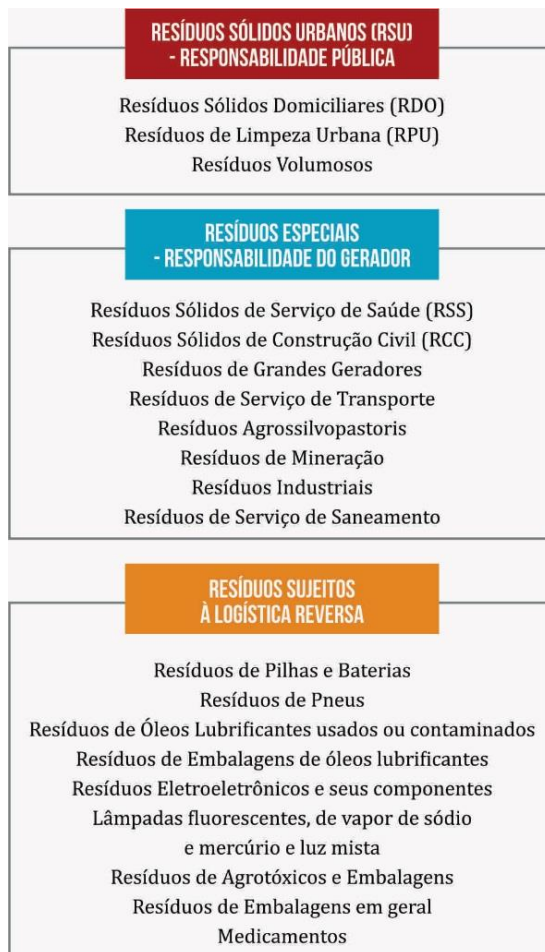 RESÍDUOS SÓLIDOS URBANOS (RSU)
- RESPONSABILIDADE PÚBLICA
Resíduos Sólidos Domiciliares (RDO)
Resíduos de Limpeza Urbana (RPU)
Resíduos Volumosos
RESÍDUOS ESPECIAIS
- RESPONSABILIDADE DO GERADOR
Resíduos Sólidos de Serviço de Saúde (RSS)
Resíduos Sólidos de Construção Civil (RCC)
Resíduos de Grandes Geradores
Resíduos de Serviço de Transporte
Resíduos Agrossilvopastoris
Resíduos de Mineração
Resíduos Industriais
Resíduos de Serviço de Saneamento
RESÍDUOS SUJEITOS
À LOGÍSTICA REVERSA
Resíduos de Pilhas e Baterias
Resíduos de Pneus
Resíduos de Óleos Lubrificantes usados ou contaminados
Resíduos de Embalagens de óleos lubrificantes
Resíduos Eletroeletrônicos e seus componentes
Lâmpadas fluorescentes, de vapor de sódio
e mercúrio e luz mista
Resíduos de Agrotóxicos e Embalagens
Resíduos de Embalagens em geral
Medicamentos